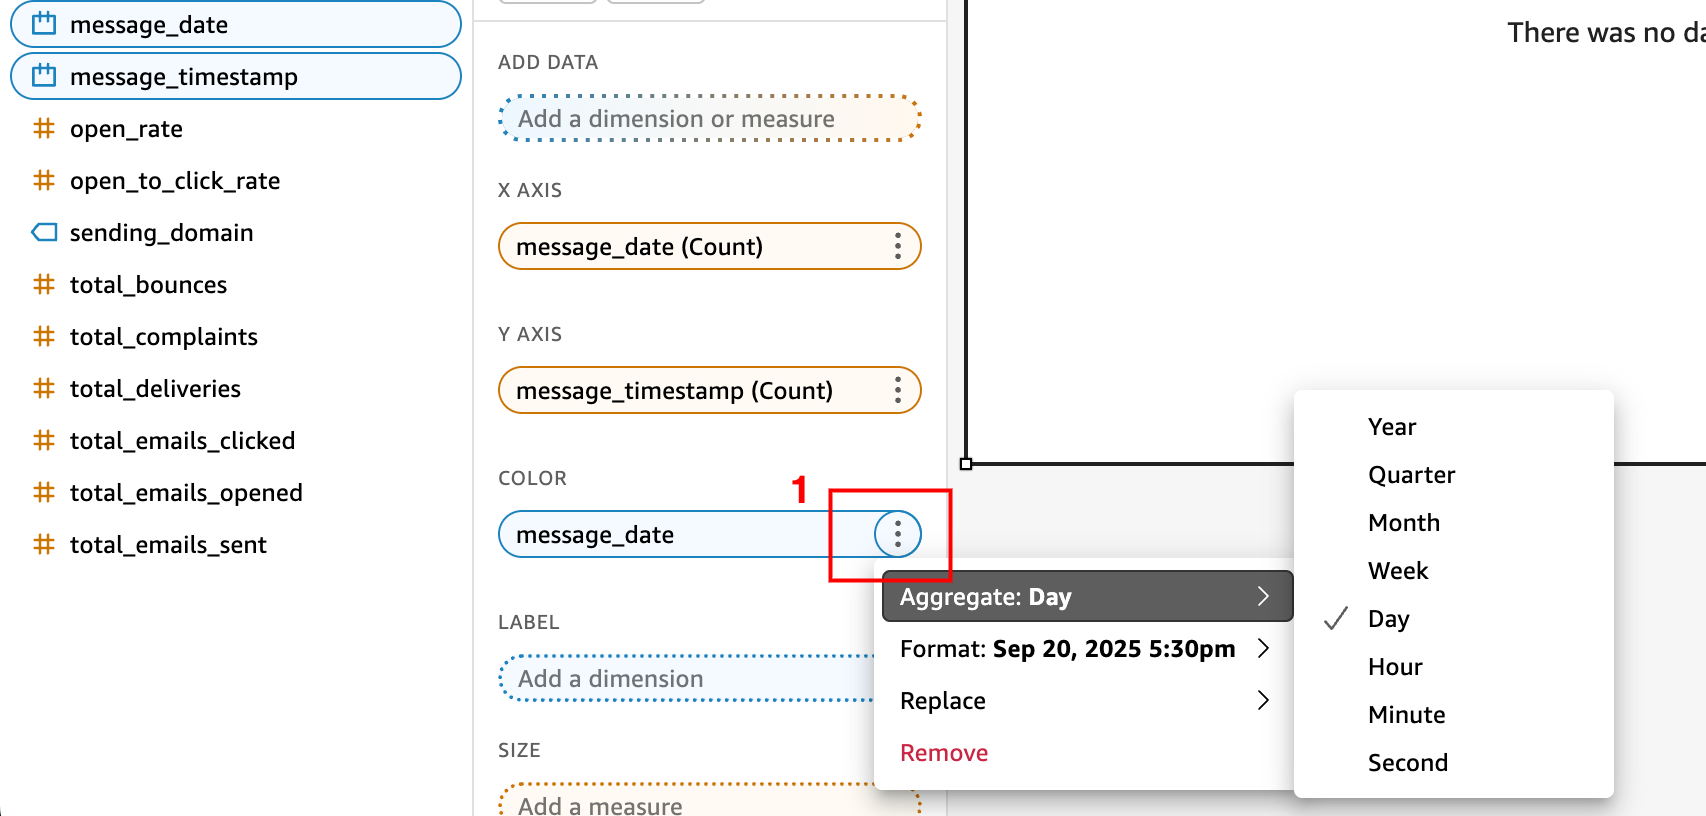 message_date
message_timestamp
open_rate
open_to_click_rate
sending_domain
total_bounces
total_complaints
total_deliveries
total_emails_clicked
total_emails_opened
total_emails_sent
ADD DATA
Add a dimension or measure
X AXIS
message_date (Count)
Y AXIS
message_timestamp (Count)
COLOR
1
message_date
LABEL
Add a dimension
SIZE
Add a measure
Aggregate: Day
Format: Sep 20, 2025 5:30pm
Replace
Remove
Year
Quarter
Month
Week
Day
Hour
Minute
Second
There was no